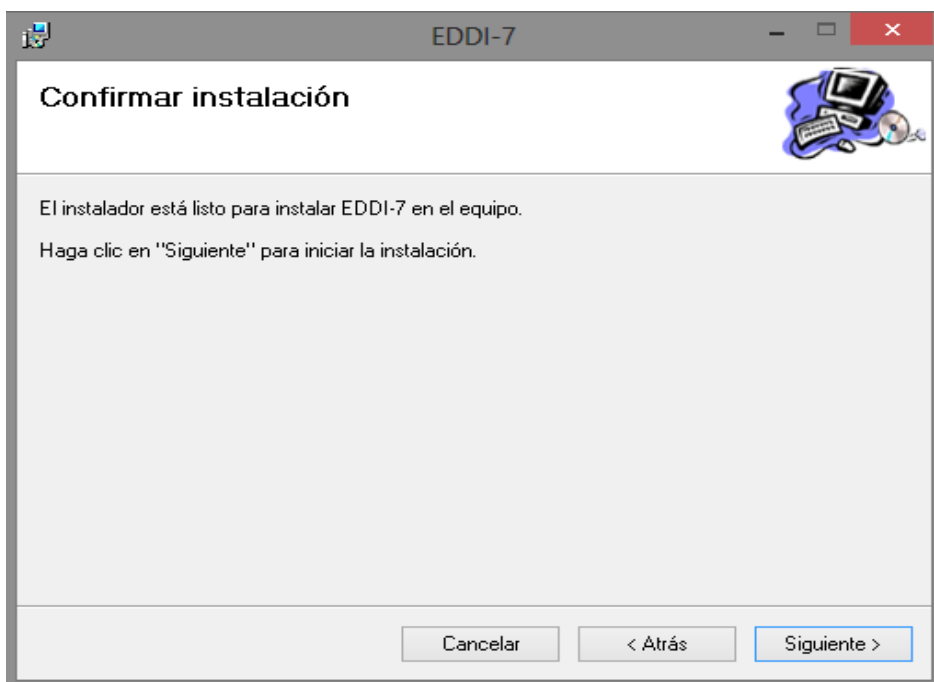 EDDI-7
Confirmar instalación
El instalador está listo para instalar EDDI-7 en el equipo.
Haga clic en "Siguiente" para iniciar la instalación.
Cancelar
< Atrás
Siguiente >